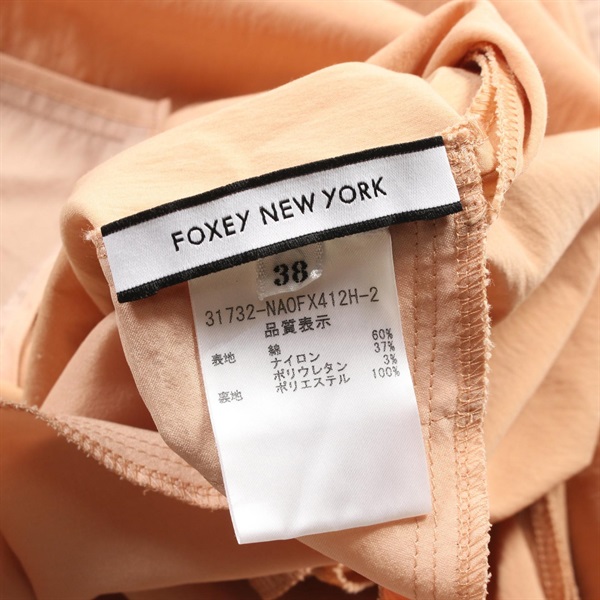 FOXEY NEW YORK
38
31732-NAOFX412H-2
品質表示
表地 綿 60%
ナイロン 37%
ポリウレタン 3%
裏地 ポリエステル 100%